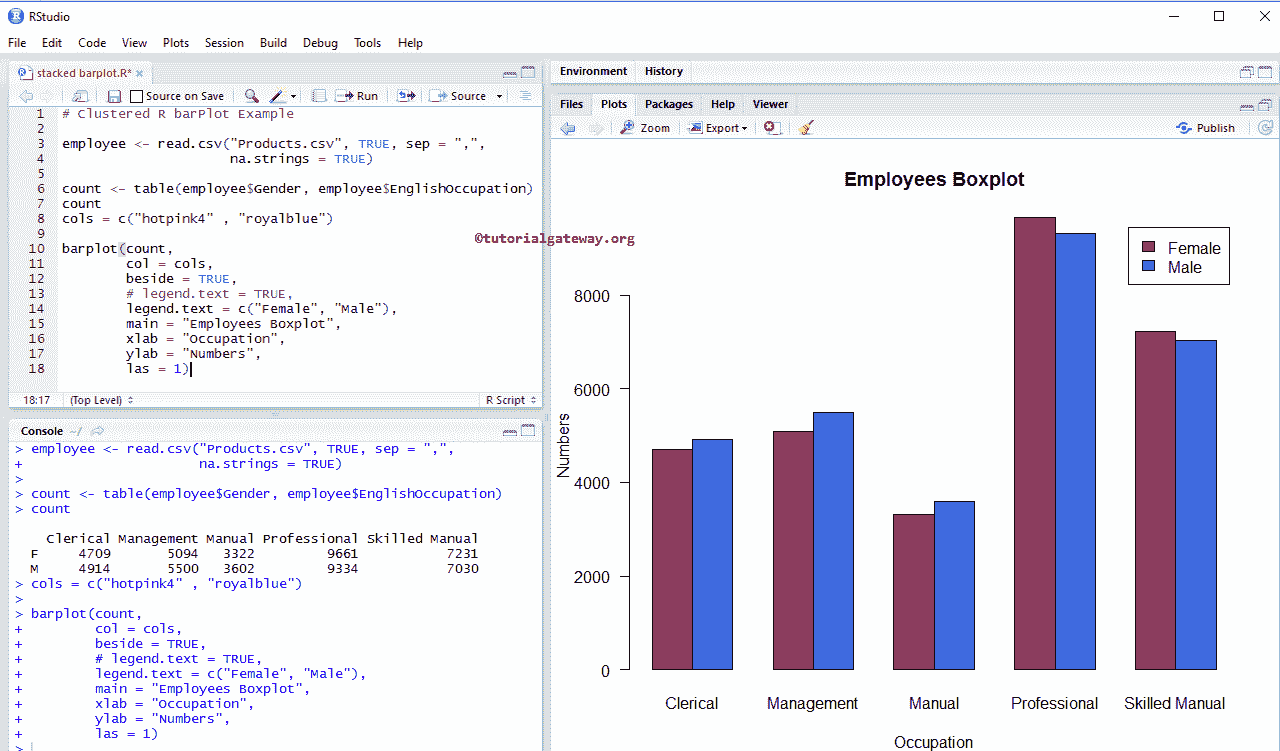 RStudio
File Edit Code View Plots Session Build Debug Tools Help
stacked barplot.R*
Source on Save Run Source
1 # Clustered R barPlot Example
2
3 employee <- read.csv("Products.csv", TRUE, sep = ",",
4                      na.strings = TRUE)
5
6 count <- table(employee$Gender, employee$EnglishOccupation)
7 count
8 cols = c("hotpink4" , "royalblue")
9
10 barplot(count,
11         col = cols,
12         beside = TRUE,
13         # legend.text = TRUE,
14         legend.text = c("Female", "Male"),
15         main = "Employees Boxplot",
16         xlab = "Occupation",
17         ylab = "Numbers",
18         las = 1)
18:17 (Top Level) R Script
Console ~/
> employee <- read.csv("Products.csv", TRUE, sep = ",",
+                      na.strings = TRUE)
>
> count <- table(employee$Gender, employee$EnglishOccupation)
> count
Clerical Management Manual Professional Skilled Manual
F 4709 5094 3322 9661 7231
M 4914 5500 3602 9334 7030
> cols = c("hotpink4" , "royalblue")
>
> barplot(count,
+         col = cols,
+         beside = TRUE,
+         # legend.text = TRUE,
+         legend.text = c("Female", "Male"),
+         main = "Employees Boxplot",
+         xlab = "Occupation",
+         ylab = "Numbers",
+         las = 1)
>
©tutorialgateway.org
Environment History
Files Plots Packages Help Viewer
Zoom Export Publish
Employees Boxplot
Female
Male
8000
6000
4000
2000
0
Numbers
Clerical Management Manual Professional Skilled Manual
Occupation